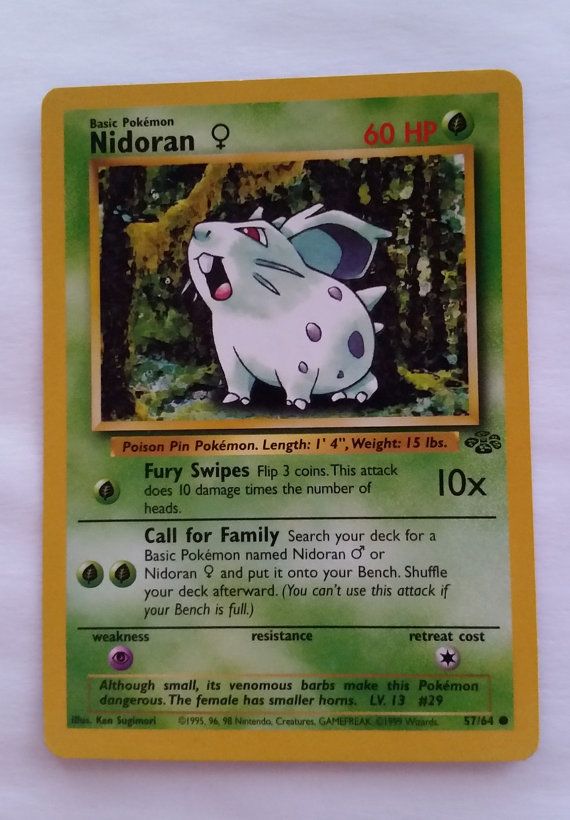 Basic Pokémon
Nidoran ♀ 60 HP
Poison Pin Pokémon. Length: 1' 4", Weight: 15 lbs.
Fury Swipes Flip 3 coins. This attack
does 10 damage times the number of
heads.
10x
Call for Family Search your deck for a
Basic Pokémon named Nidoran ♂ or
Nidoran ♀ and put it onto your Bench. Shuffle
your deck afterward. (You can't use this attack if
your Bench is full.)
weakness resistance retreat cost
Although small, its venomous barbs make this Pokémon
dangerous. The female has smaller horns. LV. 13 #29
Illus. Ken Sugimori ©1995, 96, 98 Nintendo, Creatures, GAMEFREAK. ©1999 Wizards. 57/64